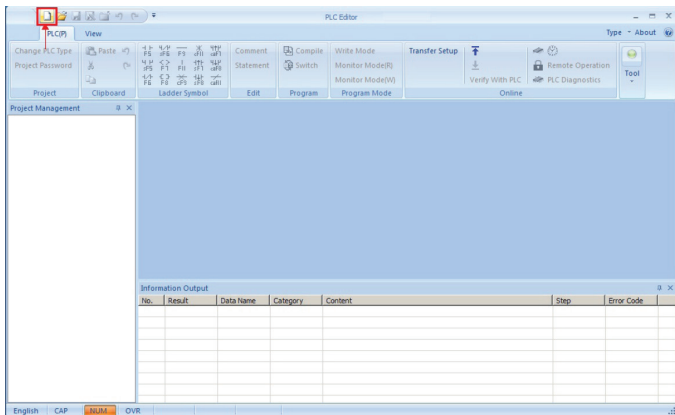 PLC Editor
PLC(P) View Type About
Change PLC Type Paste Comment Compile Write Mode Transfer Setup
Project Password Statement Switch Monitor Mode(R) Remote Operation Tool
Monitor Mode(W) Verify With PLC PLC Diagnostics
Project Clipboard Ladder Symbol Edit Program Program Mode Online
Project Management
Information Output
No. Result Data Name Category Content Step Error Code
English CAP NUM OVR